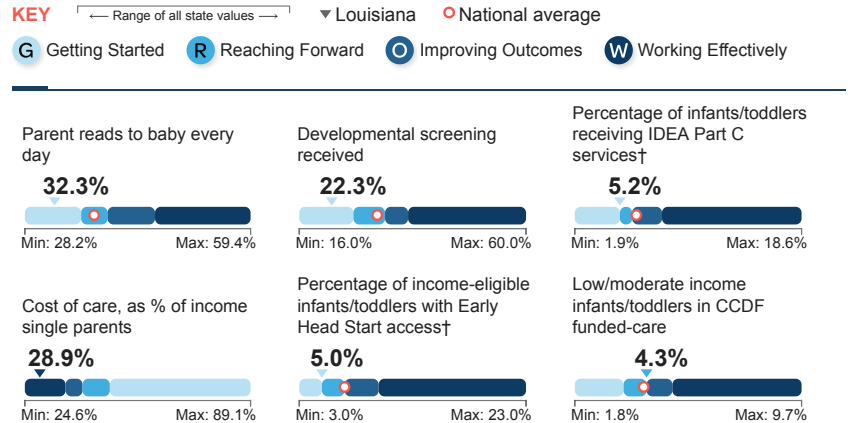 KEY
Range of all state values
Louisiana
National average
G Getting Started
R Reaching Forward
O Improving Outcomes
W Working Effectively
Parent reads to baby every
day
32.3%
Min: 28.2% Max: 59.4%
Developmental screening
received
22.3%
Min: 16.0% Max: 60.0%
Percentage of infants/toddlers
receiving IDEA Part C
services†
5.2%
Min: 1.9% Max: 18.6%
Cost of care, as % of income
single parents
28.9%
Min: 24.6% Max: 89.1%
Percentage of income-eligible
infants/toddlers with Early
Head Start access†
5.0%
Min: 3.0% Max: 23.0%
Low/moderate income
infants/toddlers in CCDF
funded-care
4.3%
Min: 1.8% Max: 9.7%